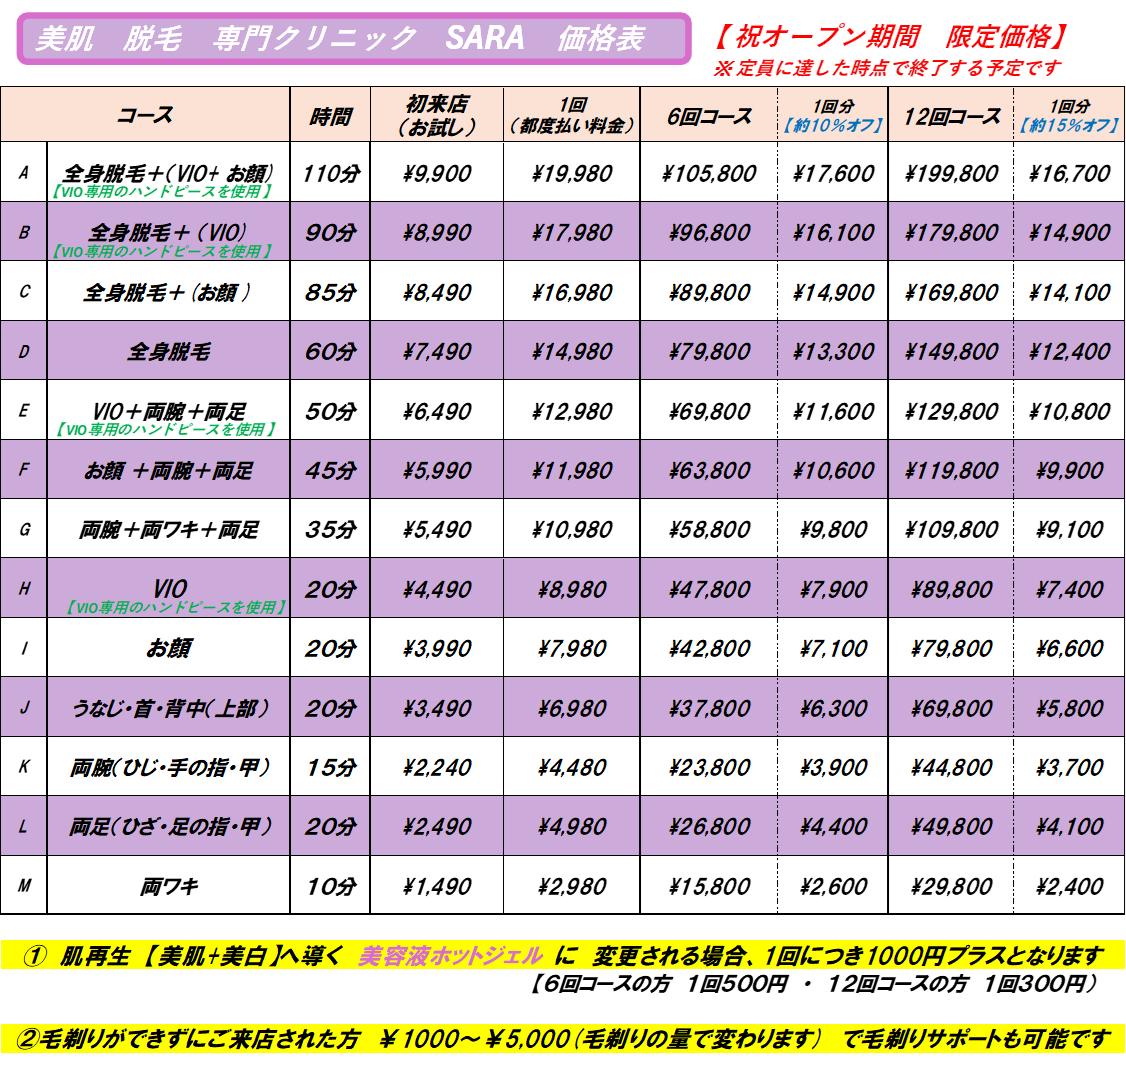 美肌 脱毛 専門クリニック SARA 価格表
【 祝オープン期間 限定価格】
※ 定員に達した時点で終了する予定です
コース 時間 初来店(お試し) 1回(都度払い料金) 6回コース 1回分【約10%オフ】 12回コース 1回分【約15%オフ】
A 全身脱毛＋(VIO+ お顔) 110分 ¥9,900 ¥19,980 ¥105,800 ¥17,600 ¥199,800 ¥16,700
【VIO専用のハンドピースを使用 】
B 全身脱毛＋ (VIO) 90分 ¥8,990 ¥17,980 ¥96,800 ¥16,100 ¥179,800 ¥14,900
【VIO専用のハンドピースを使用 】
C 全身脱毛＋ (お顔 ) 85分 ¥8,490 ¥16,980 ¥89,800 ¥14,900 ¥169,800 ¥14,100
D 全身脱毛 60分 ¥7,490 ¥14,980 ¥79,800 ¥13,300 ¥149,800 ¥12,400
E VIO＋両腕＋両足 50分 ¥6,490 ¥12,980 ¥69,800 ¥11,600 ¥129,800 ¥10,800
【VIO専用のハンドピースを使用 】
F お顔 ＋両腕＋両足 45分 ¥5,990 ¥11,980 ¥63,800 ¥10,600 ¥119,800 ¥9,900
G 両腕＋両ワキ＋両足 35分 ¥5,490 ¥10,980 ¥58,800 ¥9,800 ¥109,800 ¥9,100
H VIO 20分 ¥4,490 ¥8,980 ¥47,800 ¥7,900 ¥89,800 ¥7,400
【VIO専用のハンドピースを使用 】
I お顔 20分 ¥3,990 ¥7,980 ¥42,800 ¥7,100 ¥79,800 ¥6,600
J うなじ・首・背中(上部 ) 20分 ¥3,490 ¥6,980 ¥37,800 ¥6,300 ¥69,800 ¥5,800
K 両腕(ひじ・手の指・甲 ) 15分 ¥2,240 ¥4,480 ¥23,800 ¥3,900 ¥44,800 ¥3,700
L 両足(ひざ・足の指・甲 ) 20分 ¥2,490 ¥4,980 ¥26,800 ¥4,400 ¥49,800 ¥4,100
M 両ワキ 10分 ¥1,490 ¥2,980 ¥15,800 ¥2,600 ¥29,800 ¥2,400
① 肌再生 【美肌+美白】へ導く 美容液ホットジェル に 変更される場合、1回につき1000円プラスとなります
【6回コースの方 1回500円 ・ 12回コースの方 1回300円）
②毛剃りができずにご来店された方 ￥1000～￥5,000(毛剃りの量で変わります) で毛剃りサポートも可能です